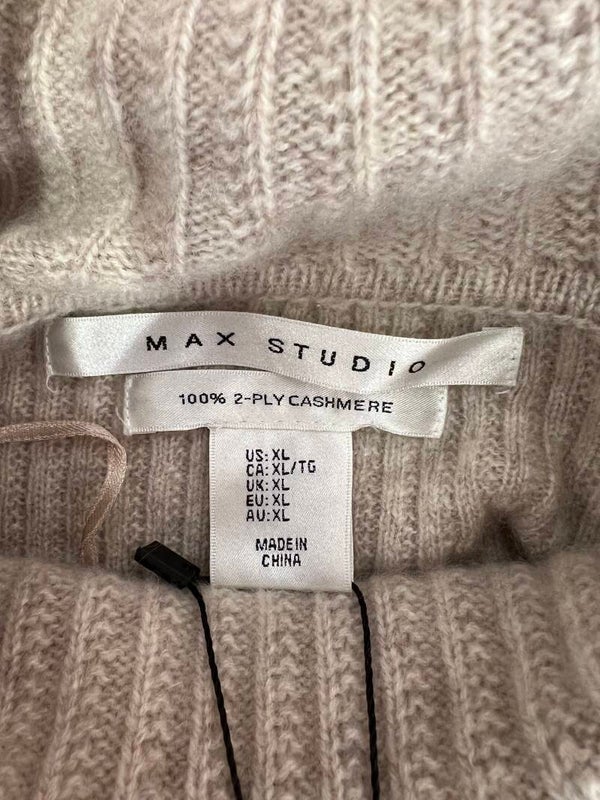 MAX STUDIO
100% 2-PLY CASHMERE
US: XL
CA: XL/TG
UK: XL
EU: XL
AU: XL
MADE IN
CHINA